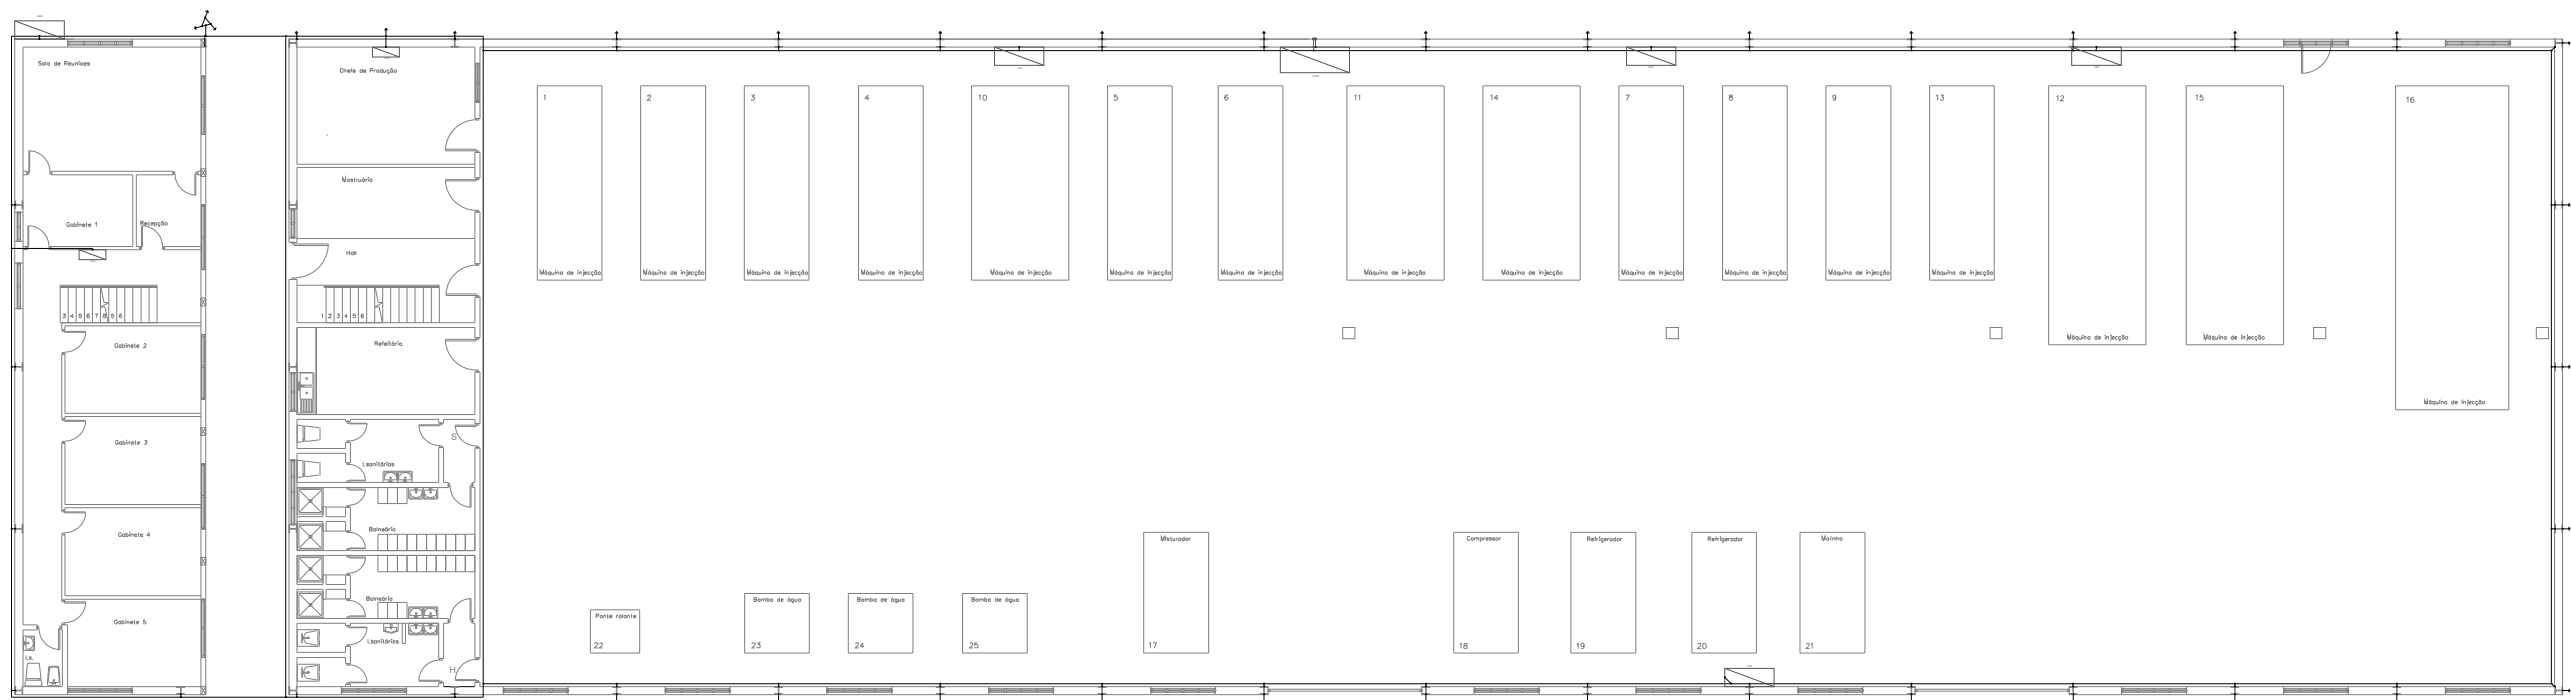 Sala de Reuniões
Gabinete 1
Recepção
3 4 5 6 7 8 5 6
Gabinete 2
Gabinete 3
Gabinete 4
Gabinete 5
I.s.
Chefe de Produção
Mostruário
Hall
1 2 3 4 5 6
Refeitório
S
I.sanitárias
Balneário
Balneário
I.sanitárias
H
1
Máquina de injecção
2
Máquina de injecção
3
Máquina de injecção
4
Máquina de injecção
10
Máquina de injecção
5
Máquina de injecção
6
Máquina de injecção
11
Máquina de injecção
14
Máquina de injecção
7
Máquina de injecção
8
Máquina de injecção
9
Máquina de injecção
13
Máquina de injecção
12
Máquina de injecção
15
Máquina de injecção
16
Máquina de injecção
Ponte rolante
22
Bomba de água
23
Bomba de água
24
Bomba de água
25
Misturador
17
Compressor
18
Refrigerador
19
Refrigerador
20
Moinho
21